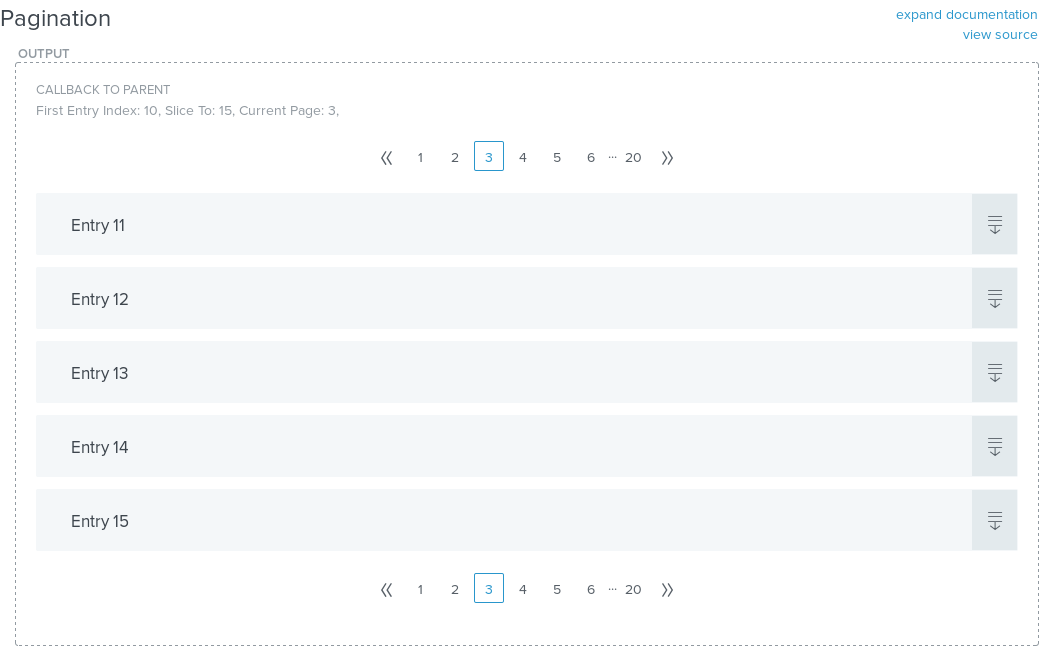 Pagination
expand documentation
view source
OUTPUT
CALLBACK TO PARENT
First Entry Index: 10, Slice To: 15, Current Page: 3,
« 1 2 3 4 5 6 ... 20 »
Entry 11
Entry 12
Entry 13
Entry 14
Entry 15
« 1 2 3 4 5 6 ... 20 »